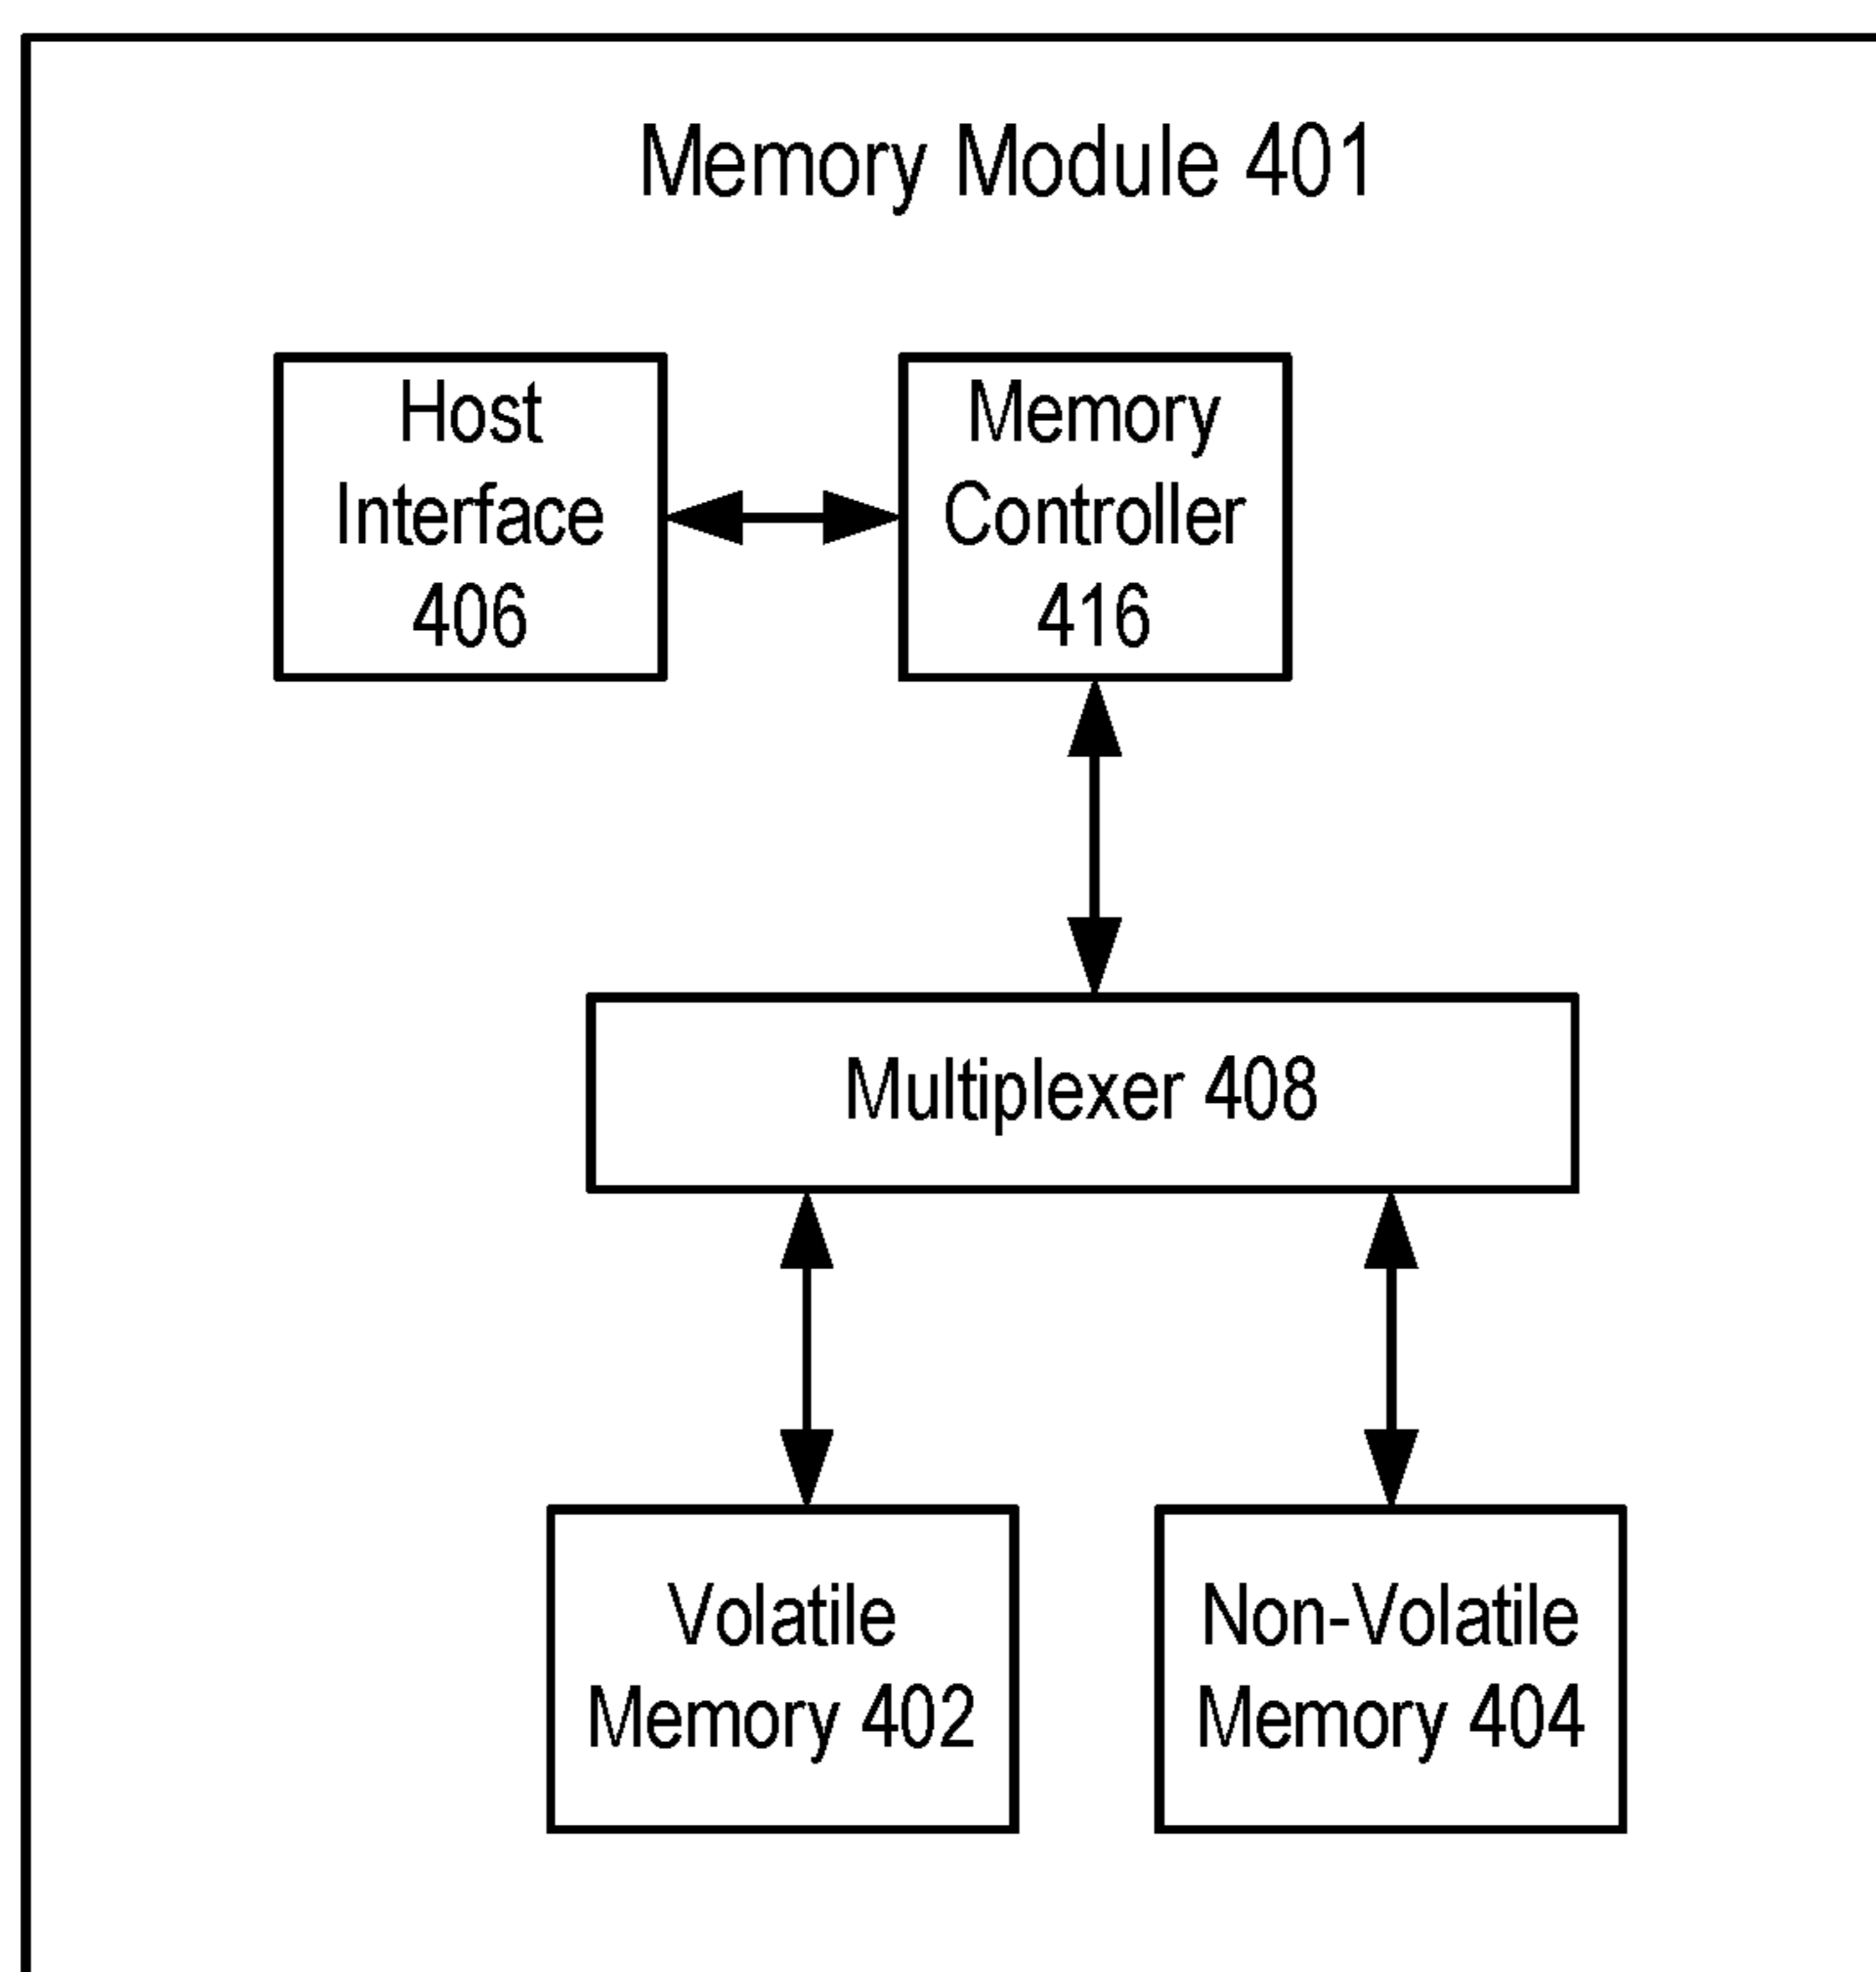 Memory Module 401
Host
Interface
406
Memory
Controller
416
Multiplexer 408
Volatile
Memory 402
Non-Volatile
Memory 404